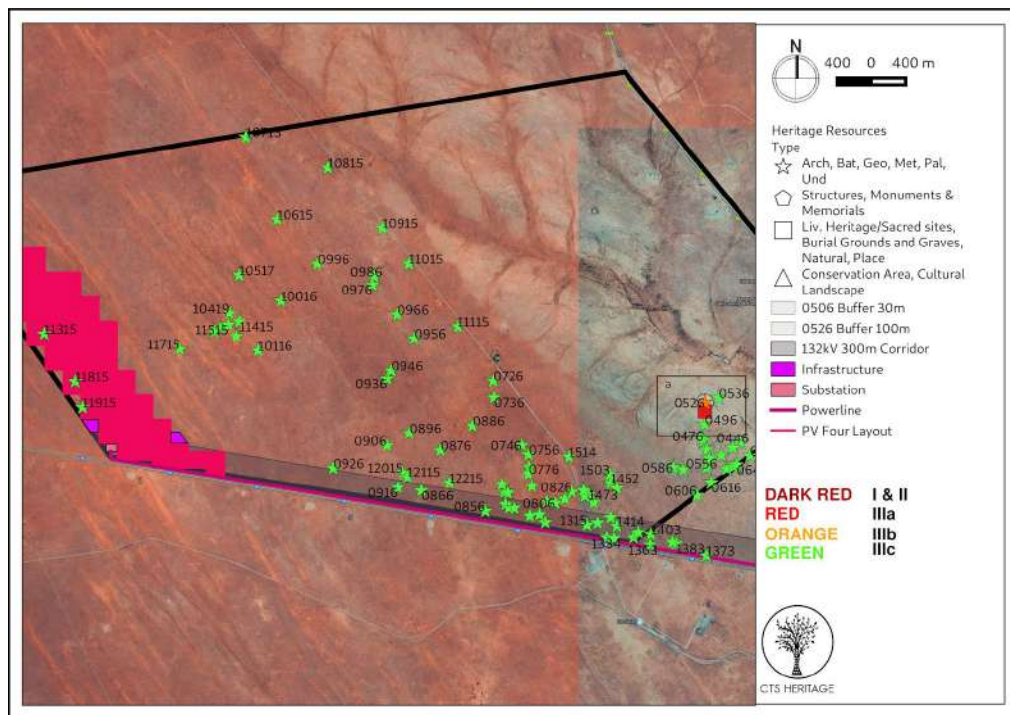 10715
10815
10615
10915
0996
11015
10517
0986
0976
10016
10419
0966
11515
11415
11115
11315
0956
11715
10116
0946
0726
11815
0936
0536
0526
0736
11915
0496
0886
0896
0476
0446
0906
0746
0876
0756
1514
0926
0586
0556
064
12015
12115
0776
1503
12215
1452
0916
0866
0826
0606
0616
1473
0856
0806
1315
1414
1403
1334
1363
1383
1373
a
N
400 0 400 m
Heritage Resources
Type
Arch, Bat, Geo, Met, Pal,
Und
Structures, Monuments &
Memorials
Liv. Heritage/Sacred sites,
Burial Grounds and Graves,
Natural, Place
Conservation Area, Cultural
Landscape
0506 Buffer 30m
0526 Buffer 100m
132kV 300m Corridor
Infrastructure
Substation
Powerline
PV Four Layout
DARK RED I & II
RED IIIa
ORANGE IIIb
GREEN IIIc
CTS HERITAGE